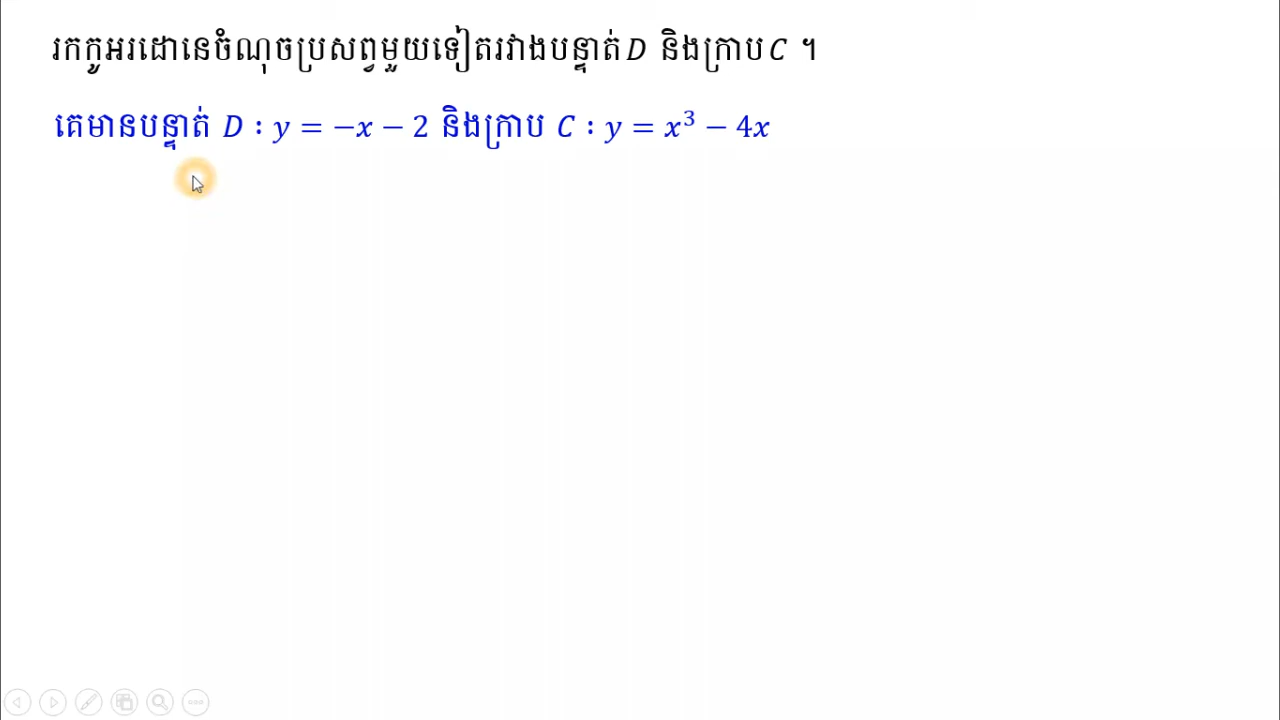 រកកូអរដោនេចំណុចប្រសព្វមួយទៀតរវាងបន្ទាត់ D និងក្រាប C ។
គេមានបន្ទាត់ D : y = −x − 2 និងក្រាប C : y = x³ − 4x